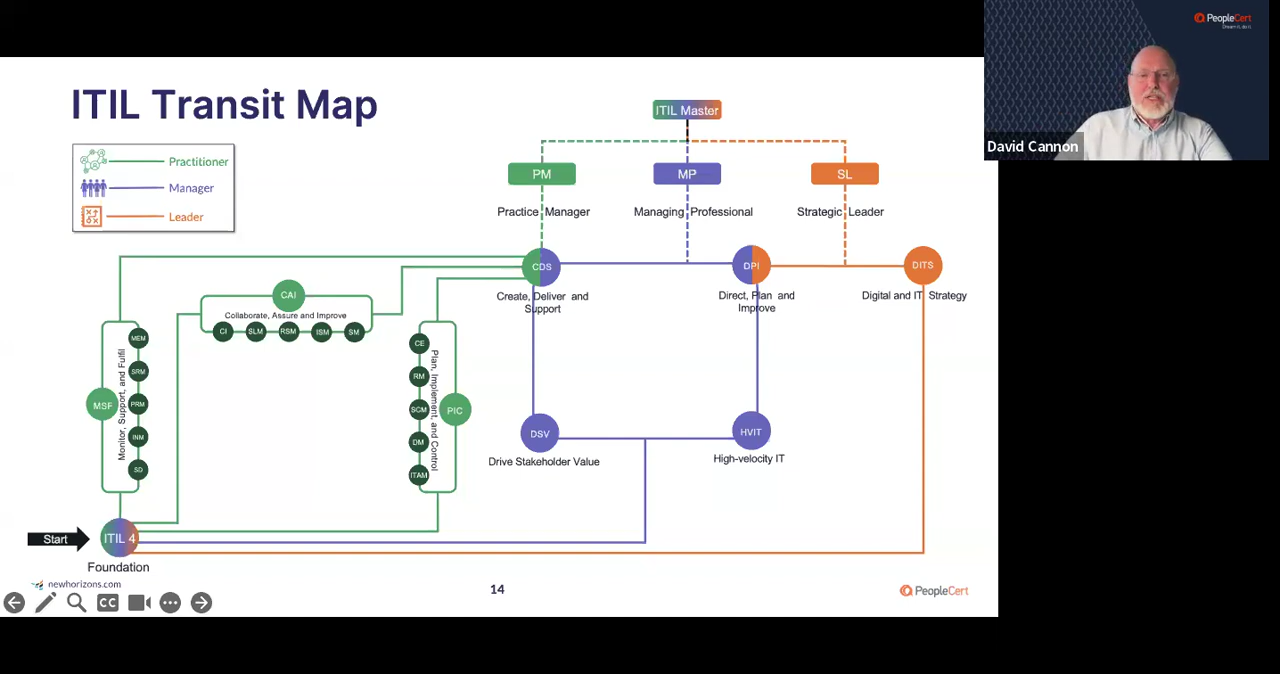 PeopleCert
David Cannon
ITIL Transit Map
Practitioner
Manager
Leader
ITIL Master
PM
MP
SL
Practice Manager
Managing Professional
Strategic Leader
CDS
DPI
DITS
Create, Deliver and
Support
Direct, Plan and
Improve
Digital and IT Strategy
CAI
Collaborate, Assure and Improve
CI
SLM
RSM
ISM
SM
MSF
Monitor, Support, and Fulfil
MEM
SRM
PRM
INM
SD
CE
RM
SCM
DM
ITAM
Plan, Implement, and Control
PIC
DSV
Drive Stakeholder Value
HVIT
High-velocity IT
Start
ITIL 4
Foundation
newhorizons.com
14
PeopleCert
CC